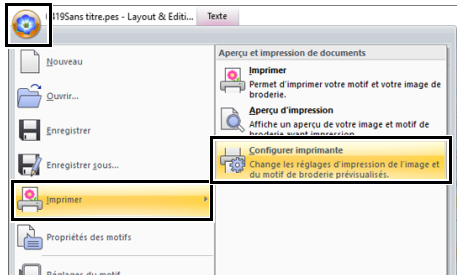 419Sans titre.pes - Layout & Editi...
Texte
Nouveau
Ouvrir...
Enregistrer
Enregistrer sous...
Imprimer
Propriétés des motifs
Réglages du motif
Aperçu et impression de documents
Imprimer
Permet d'imprimer votre motif et votre image de
broderie.
Aperçu d'impression
Affiche un aperçu de votre image et motif de
broderie avant impression.
Configurer imprimante
Change les réglages d'impression de l'image et
du motif de broderie prévisualisés.